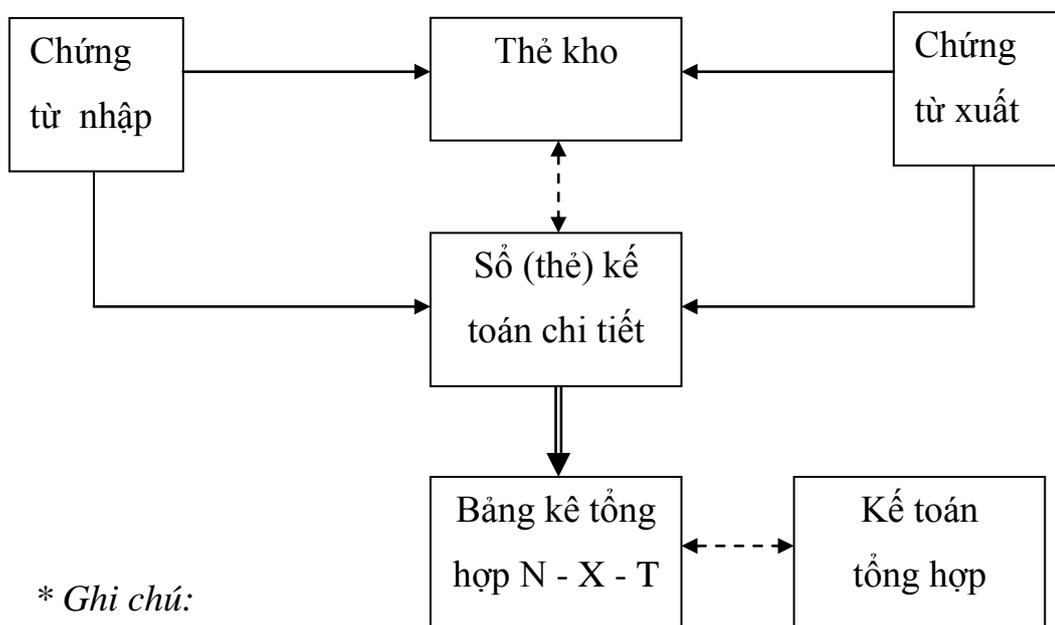 Chứng
từ nhập
Thẻ kho
Chứng
từ xuất
Sổ (thẻ) kế
toán chi tiết
Bảng kê tổng
hợp N - X - T
Kế toán
tổng hợp
* Ghi chú: